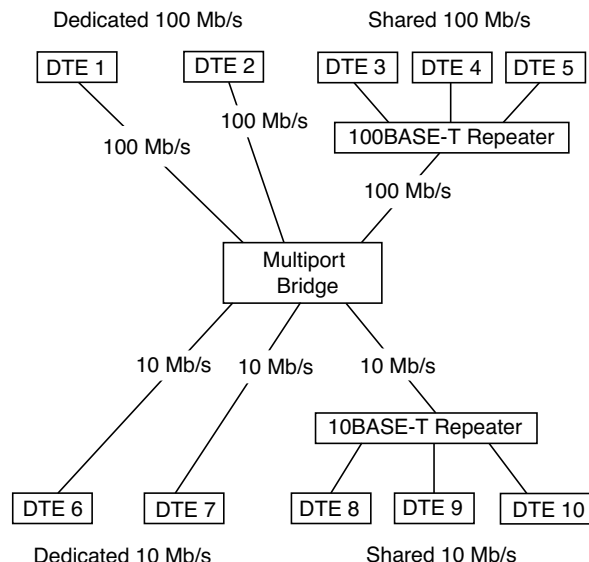 Dedicated 100 Mb/s
Shared 100 Mb/s
DTE 1
DTE 2
DTE 3
DTE 4
DTE 5
100BASE-T Repeater
100 Mb/s
100 Mb/s
100 Mb/s
Multiport
Bridge
10 Mb/s
10 Mb/s
10 Mb/s
10BASE-T Repeater
DTE 6
DTE 7
DTE 8
DTE 9
DTE 10
Dedicated 10 Mb/s
Shared 10 Mb/s